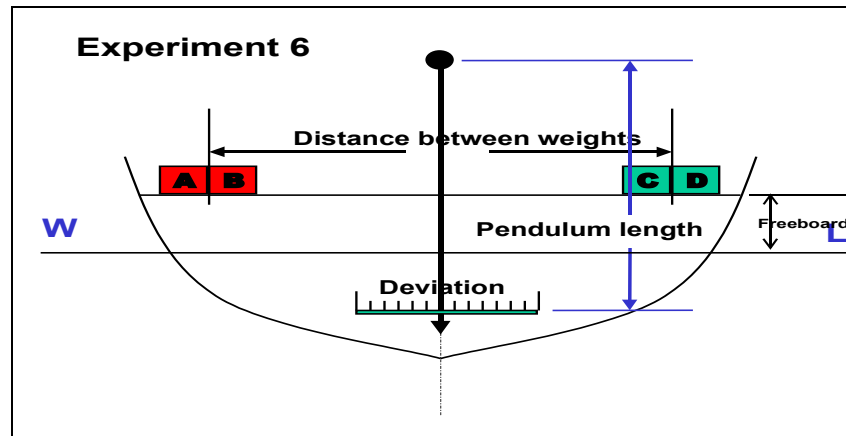 Experiment 6
Distance between weights
A B
C D
W
Pendulum length
Freeboard
L
Deviation